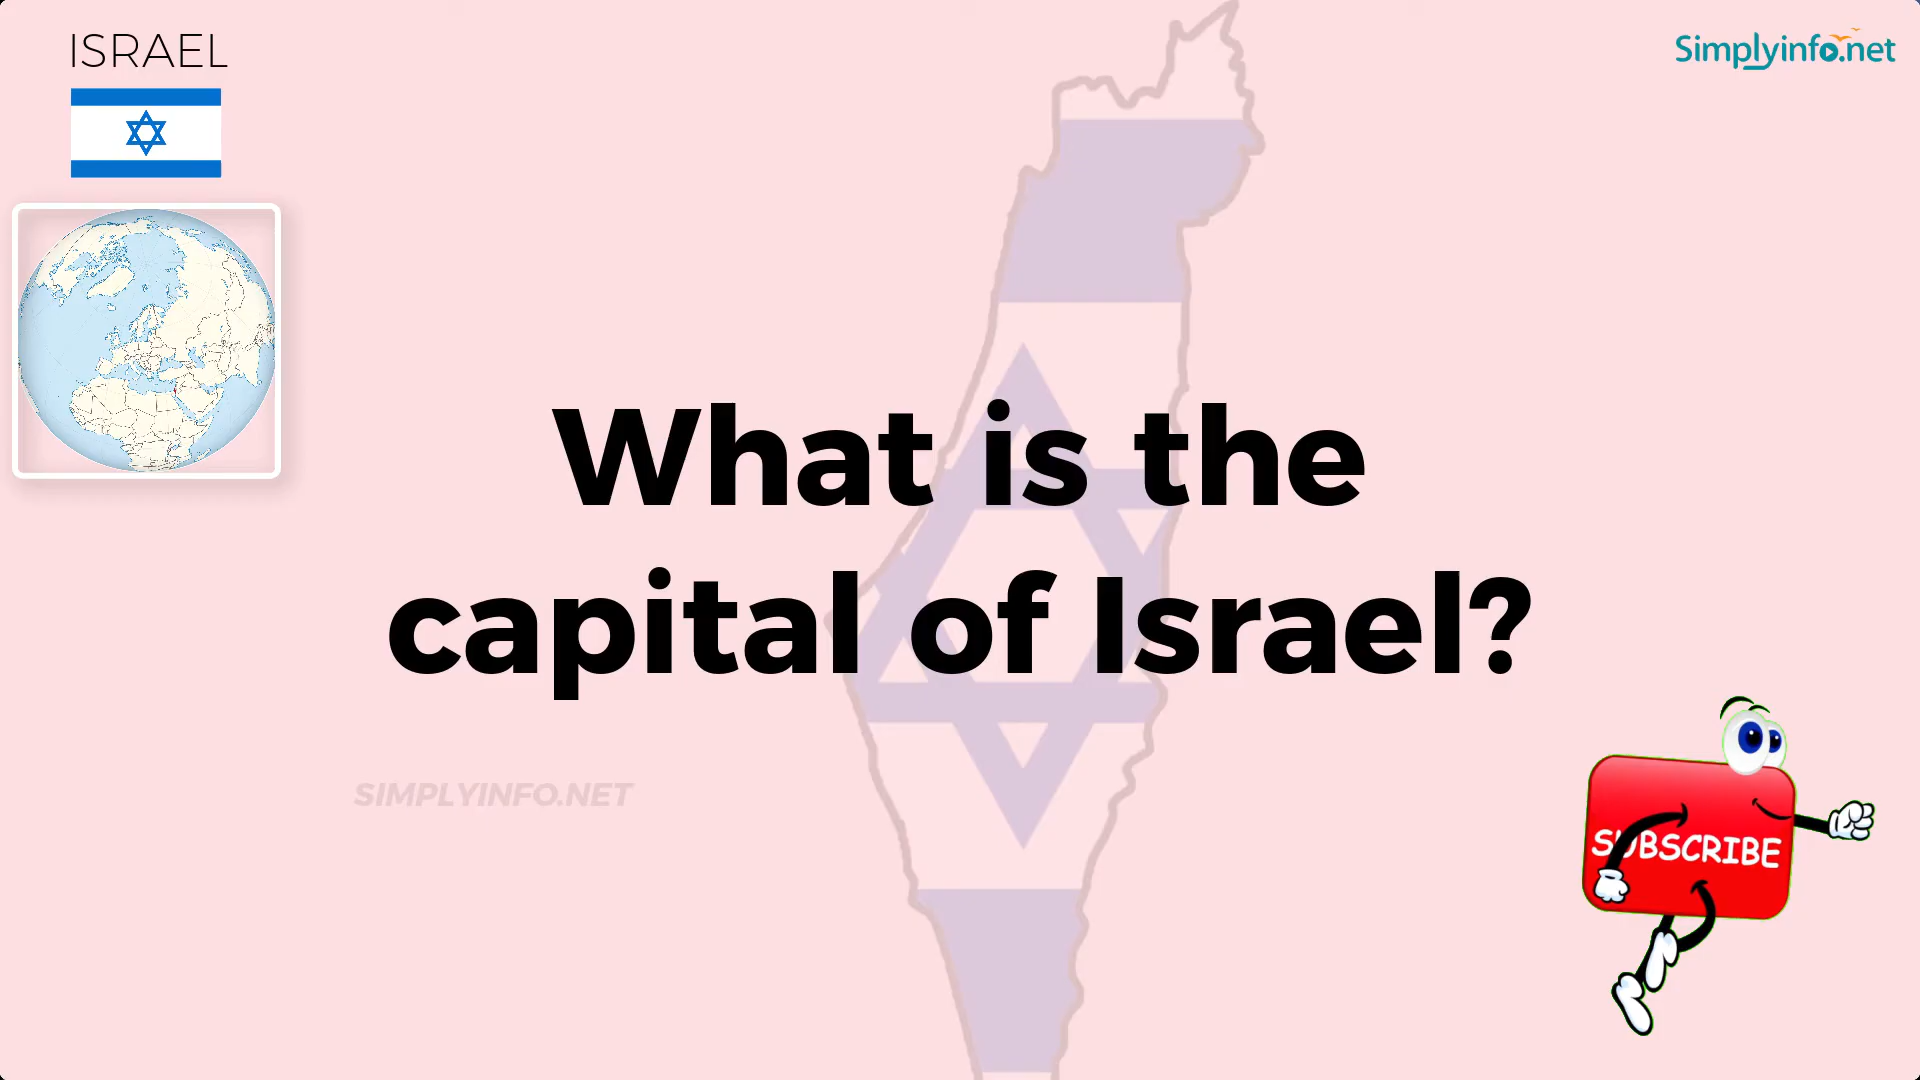 ISRAEL
Simplyinfo.net
What is the
capital of Israel?
SIMPLYINFO.NET
SUBSCRIBE